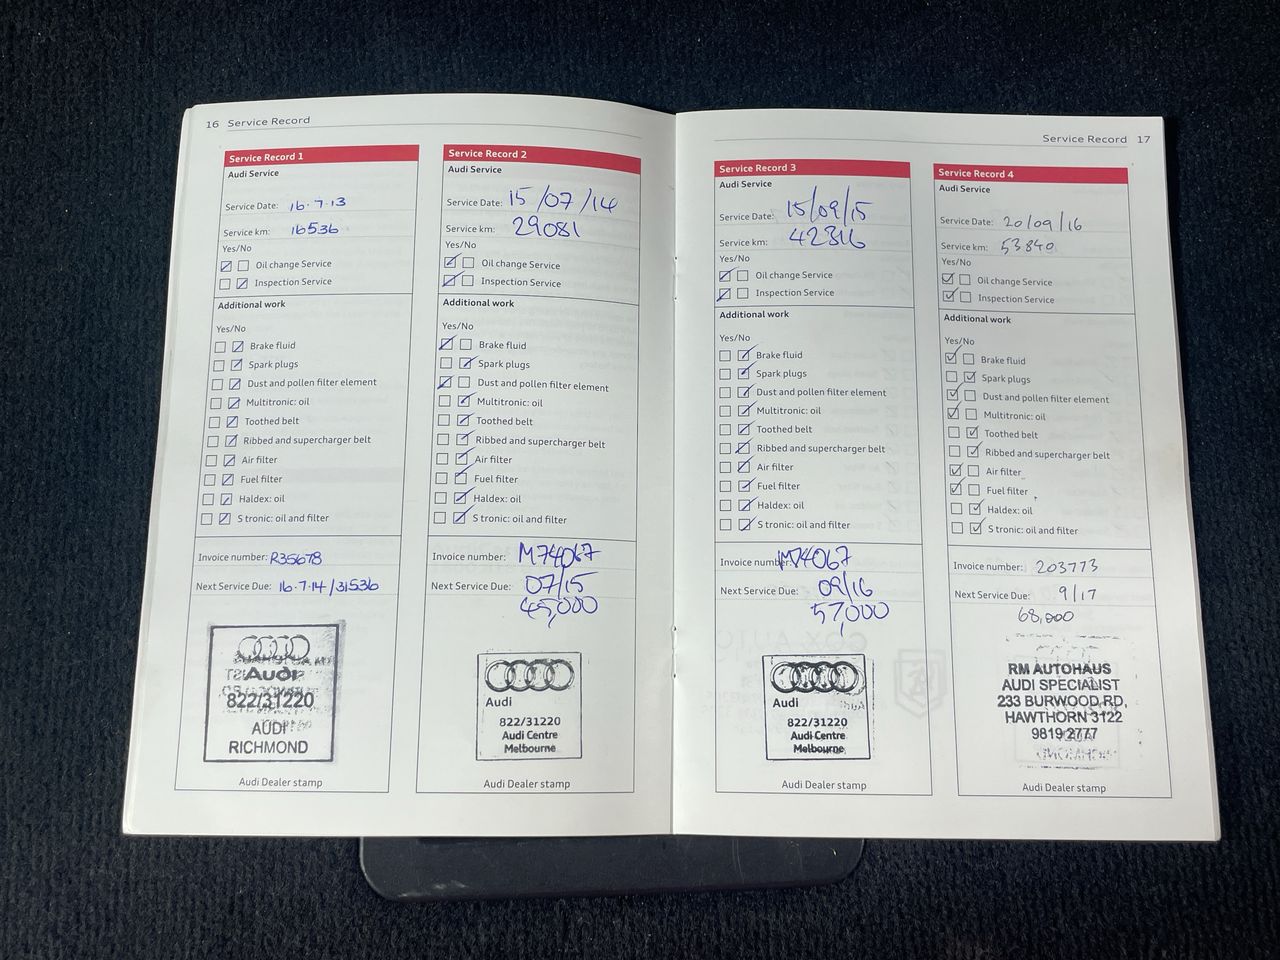 16 Service Record
Service Record 1
Audi Service
Service Date: 16.7.13
Service km: 16536
Yes/No
Oil change Service
Inspection Service
Additional work
Yes/No
Brake fluid
Spark plugs
Dust and pollen filter element
Multitronic: oil
Toothed belt
Ribbed and supercharger belt
Air filter
Fuel filter
Haldex: oil
S tronic: oil and filter
Invoice number: R35678
Next Service Due: 16.7.14/31536
Audi
822/31220
AUDI
RICHMOND
Audi Dealer stamp
Service Record 2
Audi Service
Service Date: 15/07/14
Service km: 29081
Yes/No
Oil change Service
Inspection Service
Additional work
Yes/No
Brake fluid
Spark plugs
Dust and pollen filter element
Multitronic: oil
Toothed belt
Ribbed and supercharger belt
Air filter
Fuel filter
Haldex: oil
S tronic: oil and filter
Invoice number: M74067
Next Service Due: 07/15
45,000
Audi
822/31220
Audi Centre
Melbourne
Audi Dealer stamp
Service Record 17
Service Record 3
Audi Service
Service Date: 15/09/15
Service km: 42316
Yes/No
Oil change Service
Inspection Service
Additional work
Yes/No
Brake fluid
Spark plugs
Dust and pollen filter element
Multitronic: oil
Toothed belt
Ribbed and supercharger belt
Air filter
Fuel filter
Haldex: oil
S tronic: oil and filter
Invoice number: M74067
Next Service Due: 09/16
57,000
Audi
822/31220
Audi Centre
Melbourne
Audi Dealer stamp
Service Record 4
Audi Service
Service Date: 20/09/16
Service km: 53840
Yes/No
Oil change Service
Inspection Service
Additional work
Yes/No
Brake fluid
Spark plugs
Dust and pollen filter element
Multitronic: oil
Toothed belt
Ribbed and supercharger belt
Air filter
Fuel filter
Haldex: oil
S tronic: oil and filter
Invoice number: 203773
Next Service Due: 9/17
68,000
RM AUTOHAUS
AUDI SPECIALIST
233 BURWOOD RD,
HAWTHORN 3122
9819 2777
Audi Dealer stamp